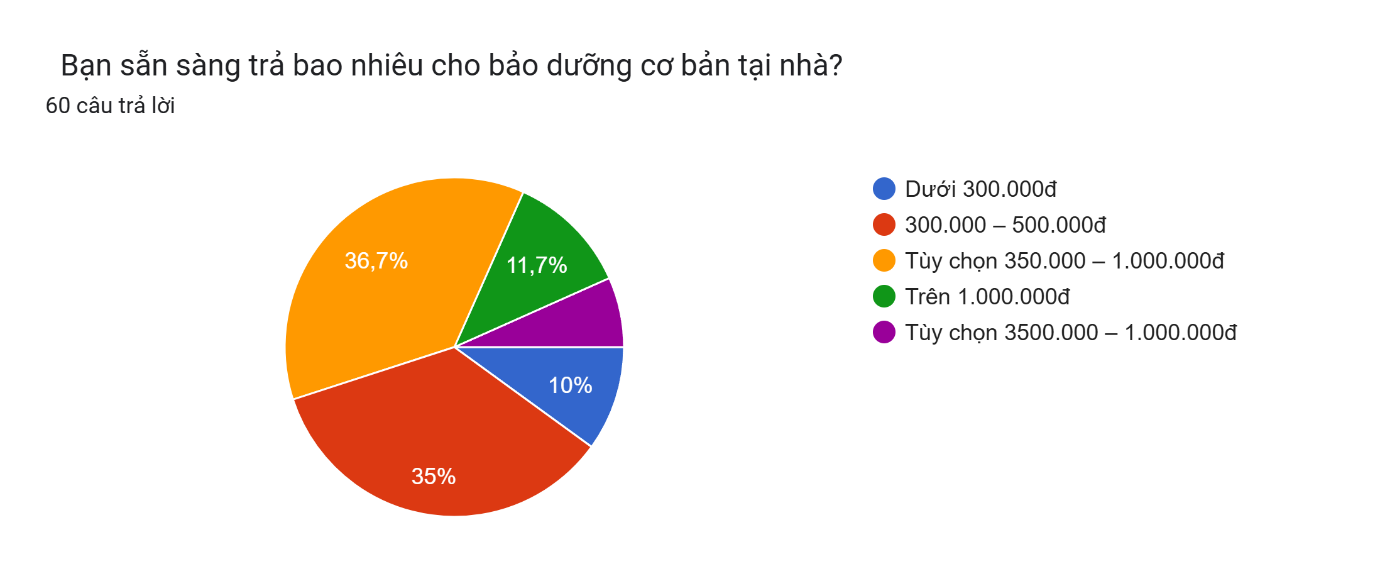 Bạn sẵn sàng trả bao nhiêu cho bảo dưỡng cơ bản tại nhà?
60 câu trả lời
Dưới 300.000đ
300.000 – 500.000đ
Tùy chọn 350.000 – 1.000.000đ
Trên 1.000.000đ
Tùy chọn 3500.000 – 1.000.000đ
36,7%
11,7%
10%
35%